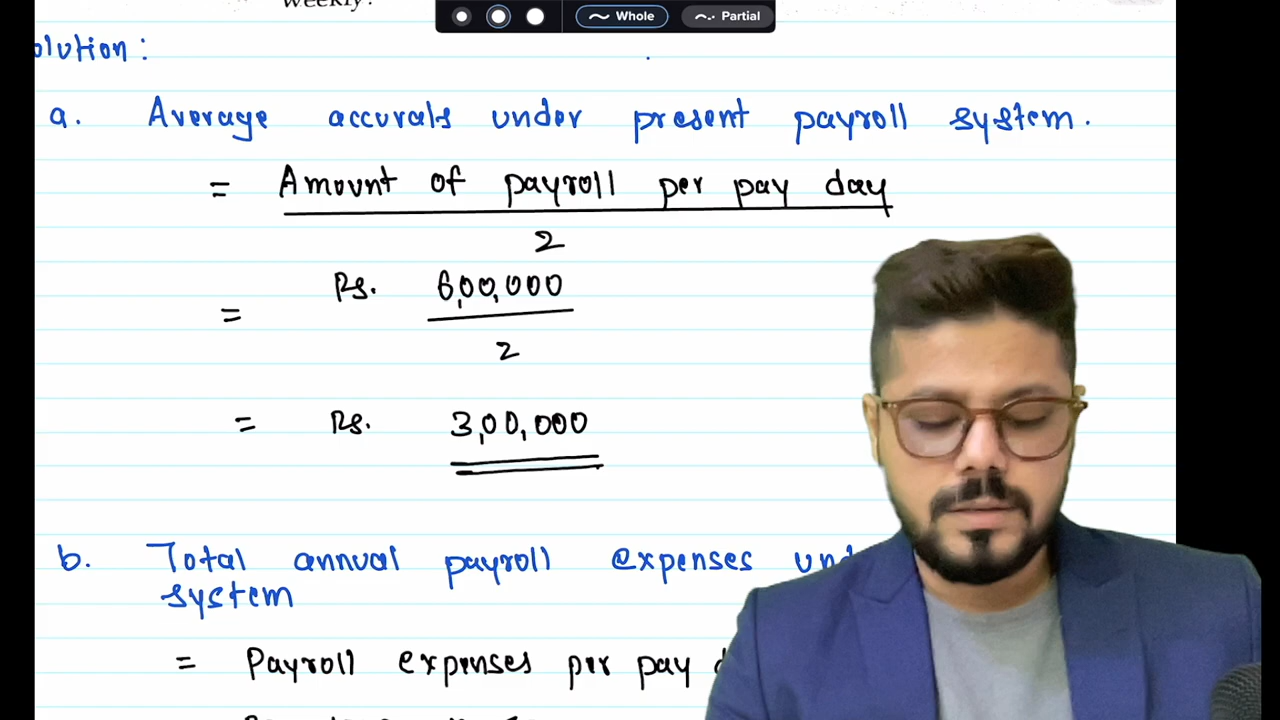 weekly?
Whole Partial
olution :
a. Average accurals under present payroll system.
= Amount of payroll per pay day
2
= Rs. 6,00,000
2
= Rs. 3,00,000
b. Total annual payroll expenses und
system
= Payroll expenses per pay d